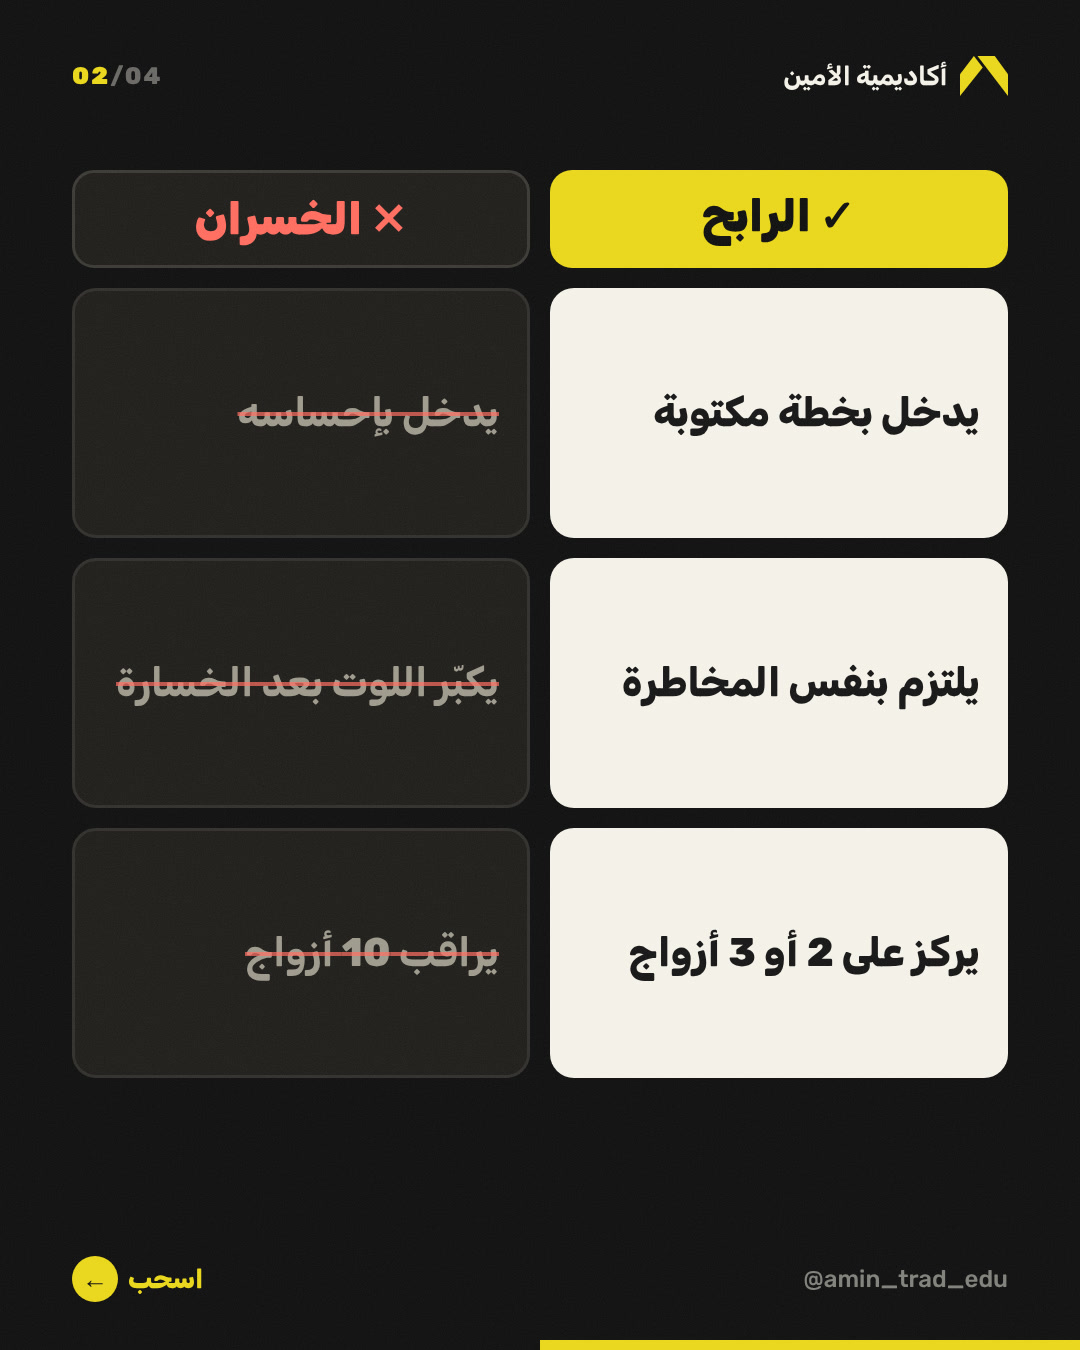 أكاديمية الأمين
02/04
✓ الرابح
✕ الخسران
يدخل بخطة مكتوبة
يدخل بإحساسه
يلتزم بنفس المخاطرة
يكبّر اللوت بعد الخسارة
يركز على 2 أو 3 أزواج
يراقب 10 أزواج
@amin_trad_edu
اسحب ←